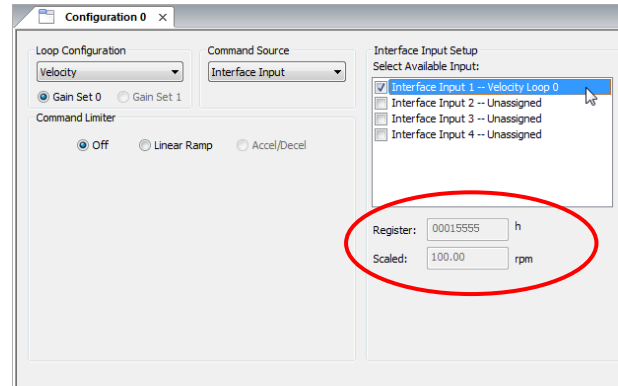 Configuration 0 ×
Loop Configuration
Velocity
Gain Set 0 Gain Set 1
Command Source
Interface Input
Command Limiter
Off Linear Ramp Accel/Decel
Interface Input Setup
Select Available Input:
Interface Input 1 -- Velocity Loop 0
Interface Input 2 -- Unassigned
Interface Input 3 -- Unassigned
Interface Input 4 -- Unassigned
Register: 00015555 h
Scaled: 100.00 rpm